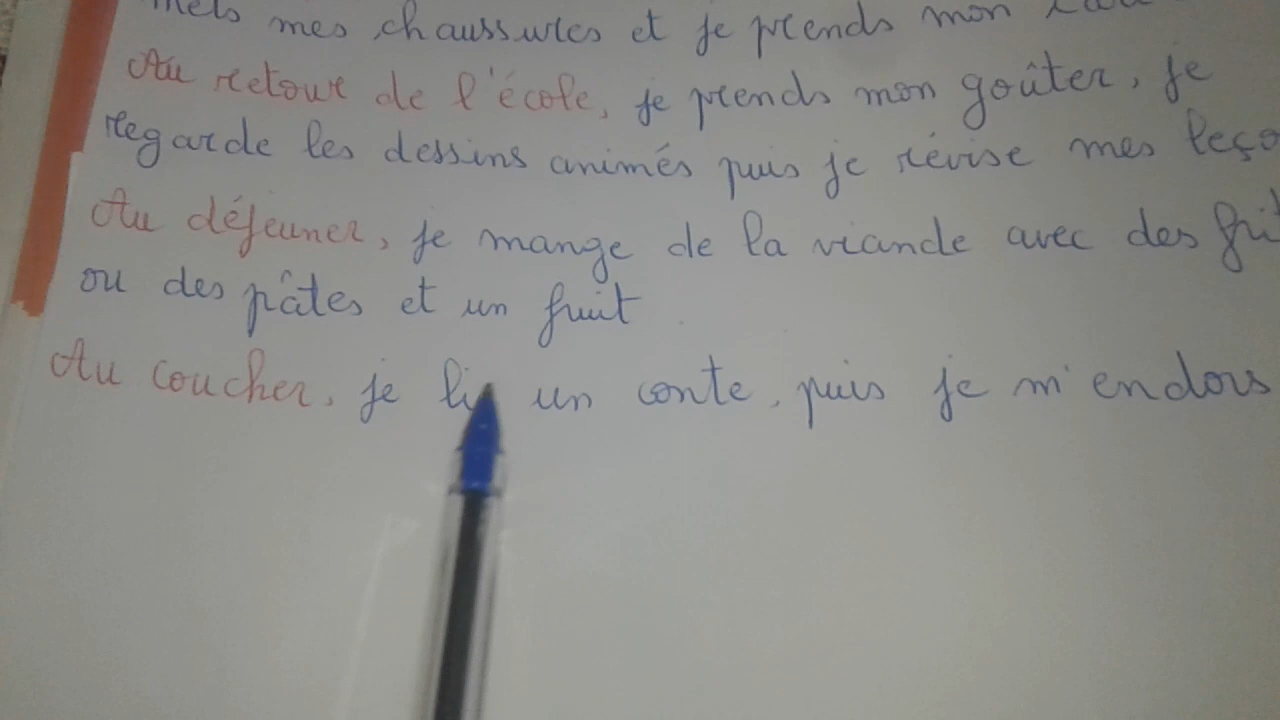 mets mes chaussures et je prends mon
Au retour de l'école, je prends mon goûter, je
regarde les dessins animés puis je révise mes
Au déjeuner, je mange de la viande avec des
ou des pâtes et un fruit.
Au coucher, je un conte, puis je m'endors